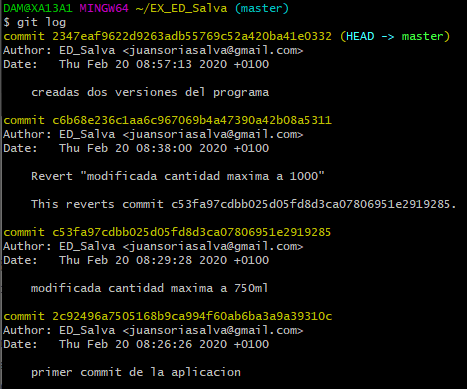 DAM@XA13A1 MINGW64 ~/EX_ED_Salva (master)
$ git log
commit 2347eaf9622d9263adb55769c52a420ba41e0332 (HEAD -> master)
Author: ED_Salva <juansoriasalva@gmail.com>
Date:   Thu Feb 20 08:57:13 2020 +0100
    creadas dos versiones del programa
commit c6b68e236c1aa6c967069b4a47390a42b08a5311
Author: ED_Salva <juansoriasalva@gmail.com>
Date:   Thu Feb 20 08:38:00 2020 +0100
    Revert "modificada cantidad maxima a 1000"
    This reverts commit c53fa97cdbb025d05fd8d3ca07806951e2919285.
commit c53fa97cdbb025d05fd8d3ca07806951e2919285
Author: ED_Salva <juansoriasalva@gmail.com>
Date:   Thu Feb 20 08:29:28 2020 +0100
    modificada cantidad maxima a 750ml
commit 2c92496a7505168b9ca994f60ab6ba3a9a39310c
Author: ED_Salva <juansoriasalva@gmail.com>
Date:   Thu Feb 20 08:26:26 2020 +0100
    primer commit de la aplicacion